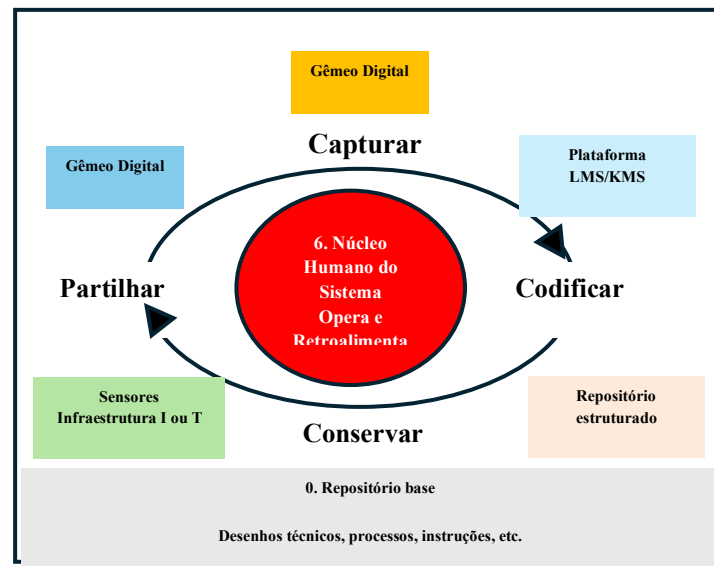 Gêmeo Digital
Capturar
Gêmeo Digital
Plataforma
LMS/KMS
6. Núcleo
Humano do
Sistema
Opera e
Retroalimenta
Partilhar
Codificar
Sensores
Infraestrutura I ou T
Repositório
estruturado
Conservar
0. Repositório base
Desenhos técnicos, processos, instruções, etc.